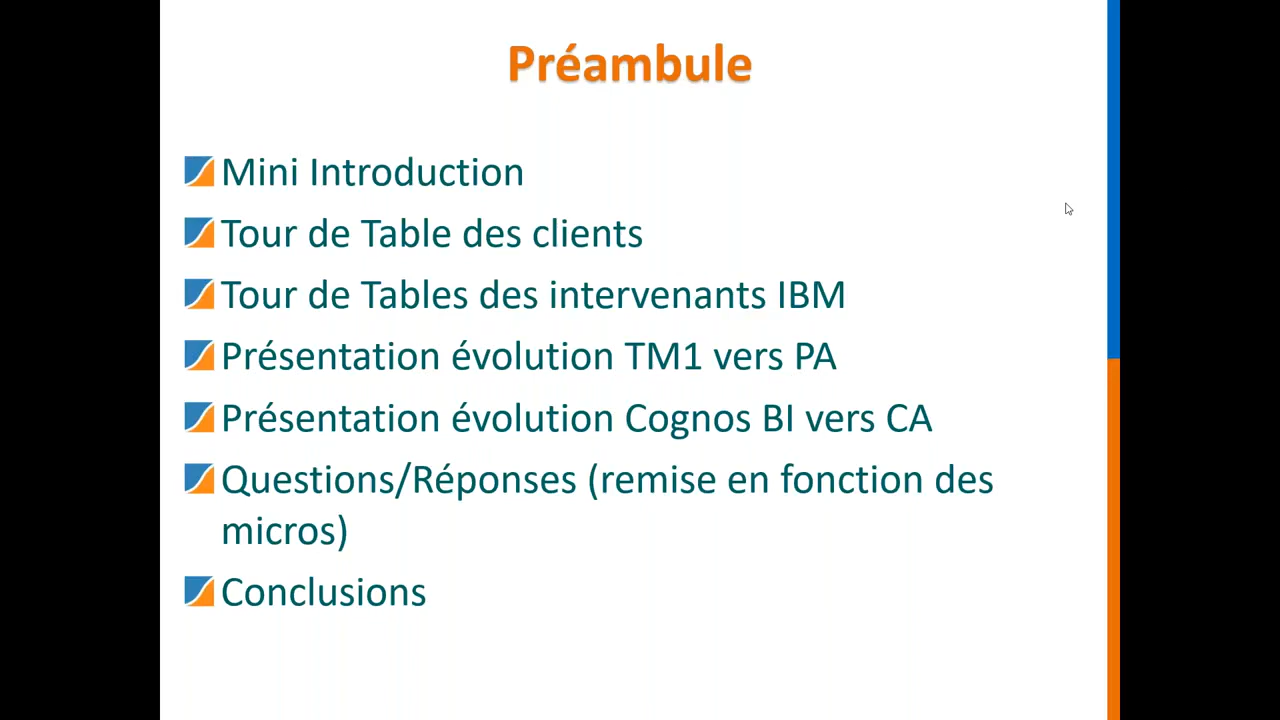 Préambule
Mini Introduction
Tour de Table des clients
Tour de Tables des intervenants IBM
Présentation évolution TM1 vers PA
Présentation évolution Cognos BI vers CA
Questions/Réponses (remise en fonction des
micros)
Conclusions